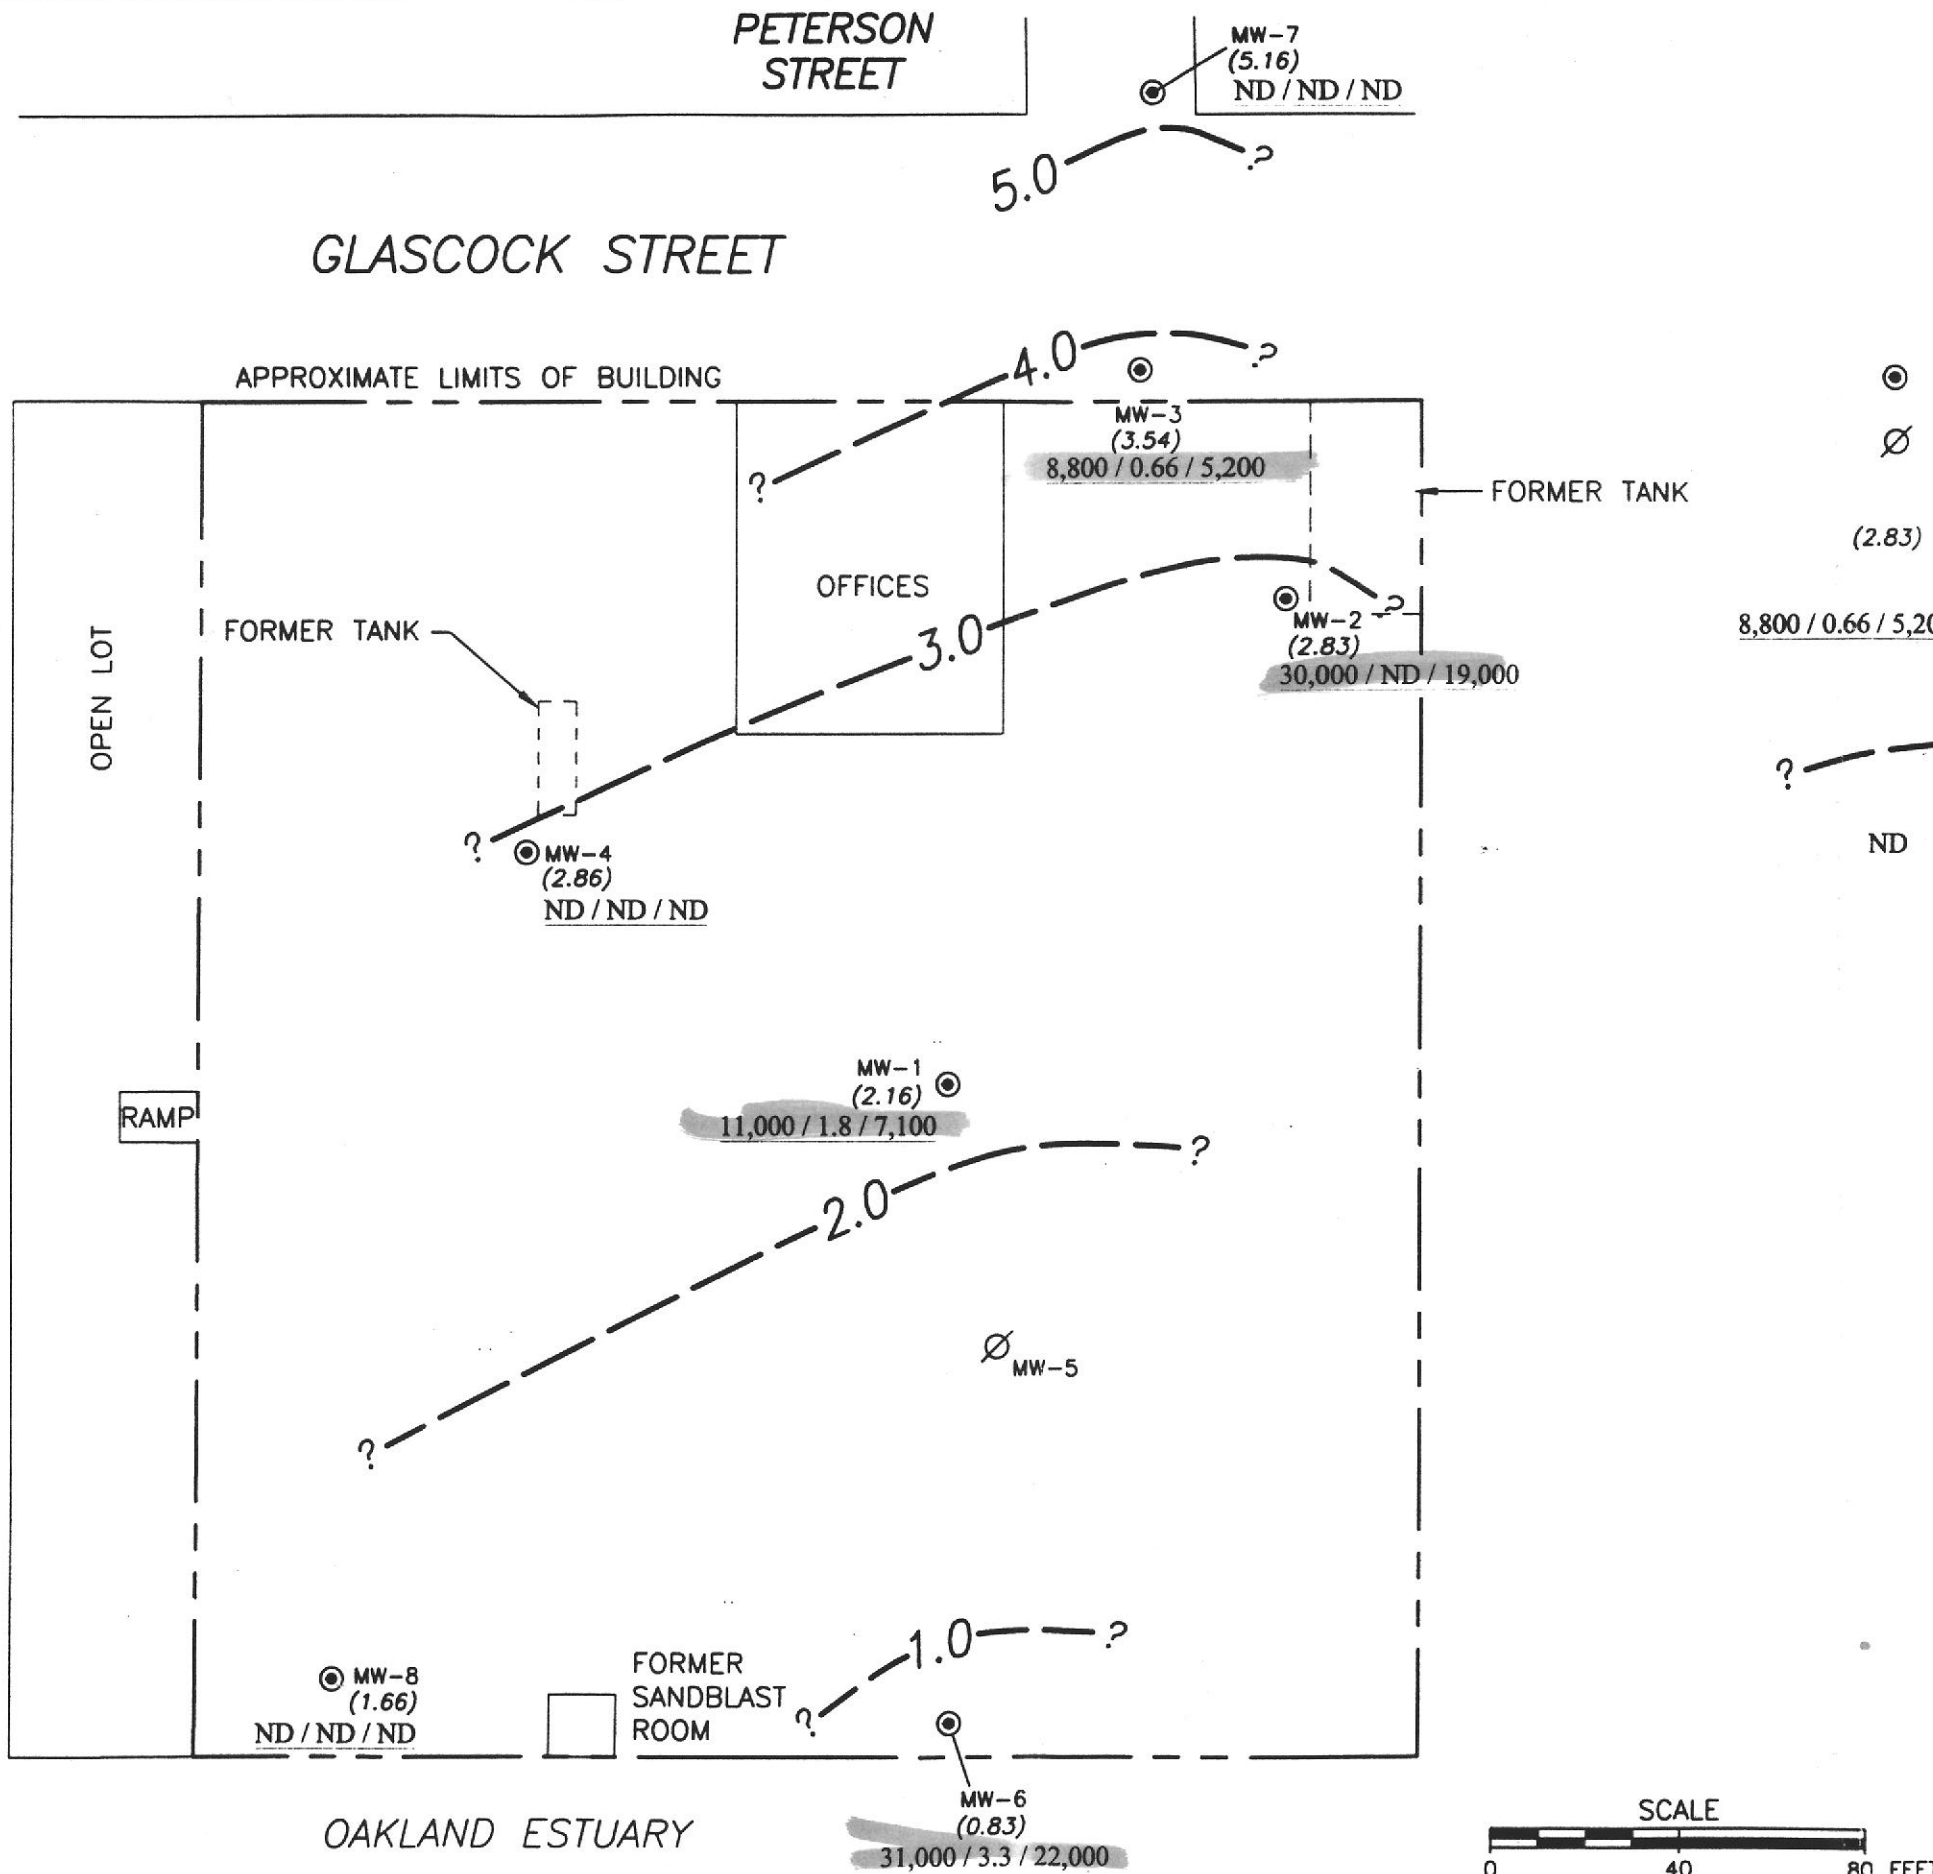 PETERSON
STREET
MW-7
(5.16)
ND / ND / ND
5.0
?
GLASCOCK STREET
4.0
?
?
APPROXIMATE LIMITS OF BUILDING
MW-3
(3.54)
8,800 / 0.66 / 5,200
FORMER TANK
(2.83)
OFFICES
FORMER TANK
3.0
?
?
MW-2
(2.83)
30,000 / ND / 19,000
8,800 / 0.66 / 5,20
OPEN LOT
?
MW-4
(2.86)
ND / ND / ND
ND
MW-1
(2.16)
11,000 / 1.8 / 7,100
RAMP
2.0
?
?
MW-5
1.0
?
?
MW-8
(1.66)
ND / ND / ND
FORMER
SANDBLAST
ROOM
OAKLAND ESTUARY
MW-6
(0.83)
31,000 / 3.3 / 22,000
SCALE
0 40 80 FEET